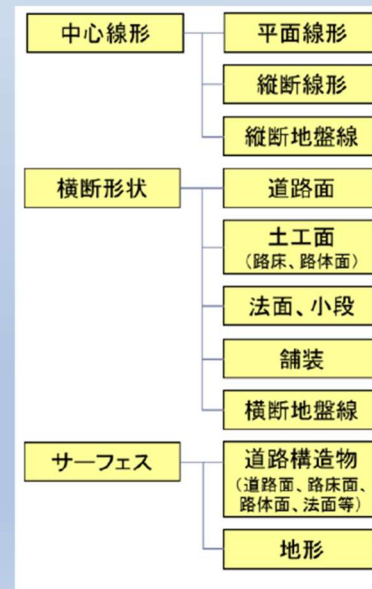 中心線形
平面線形
縦断線形
縦断地盤線
横断形状
道路面
土工面
(路床、路体面)
法面、小段
舗装
横断地盤線
サーフェス
道路構造物
(道路面、路床面、
路体面、法面等)
地形